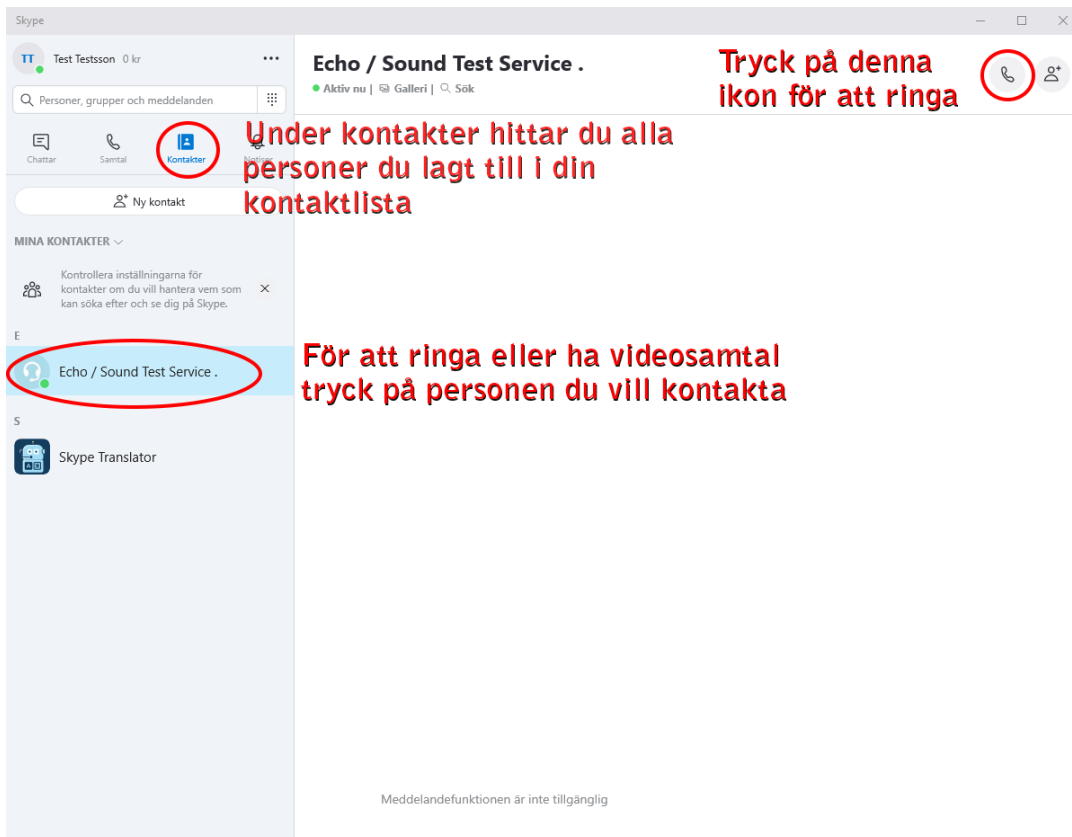 Skype
TT Test Testsson 0 kr
Personer, grupper och meddelanden
Chattar Samtal Kontakter Notiser
Ny kontakt
MINA KONTAKTER
Kontrollera inställningarna för
kontakter om du vill hantera vem som
kan söka efter och se dig på Skype.
E
Echo / Sound Test Service .
S
Skype Translator
Echo / Sound Test Service .
Aktiv nu | Galleri | Sök
Tryck på denna
ikon för att ringa
Under kontakter hittar du alla
personer du lagt till i din
kontaktlista
För att ringa eller ha videosamtal
tryck på personen du vill kontakta
Meddelandefunktionen är inte tillgänglig